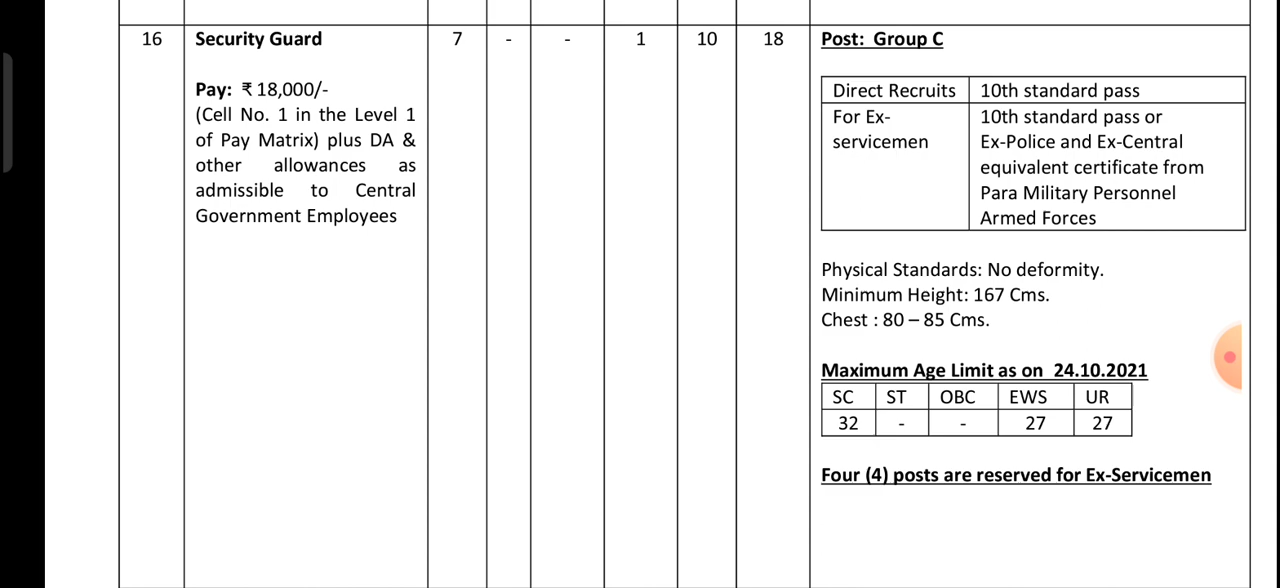 16 Security Guard 7 - - 1 10 18 Post: Group C
Pay: ₹ 18,000/-
(Cell No. 1 in the Level 1
of Pay Matrix) plus DA &
other allowances as
admissible to Central
Government Employees
Direct Recruits 10th standard pass
For Ex-
servicemen
10th standard pass or
Ex-Police and Ex-Central
equivalent certificate from
Para Military Personnel
Armed Forces
Physical Standards: No deformity.
Minimum Height: 167 Cms.
Chest : 80 – 85 Cms.
Maximum Age Limit as on 24.10.2021
SC ST OBC EWS UR
32 - - 27 27
Four (4) posts are reserved for Ex-Servicemen